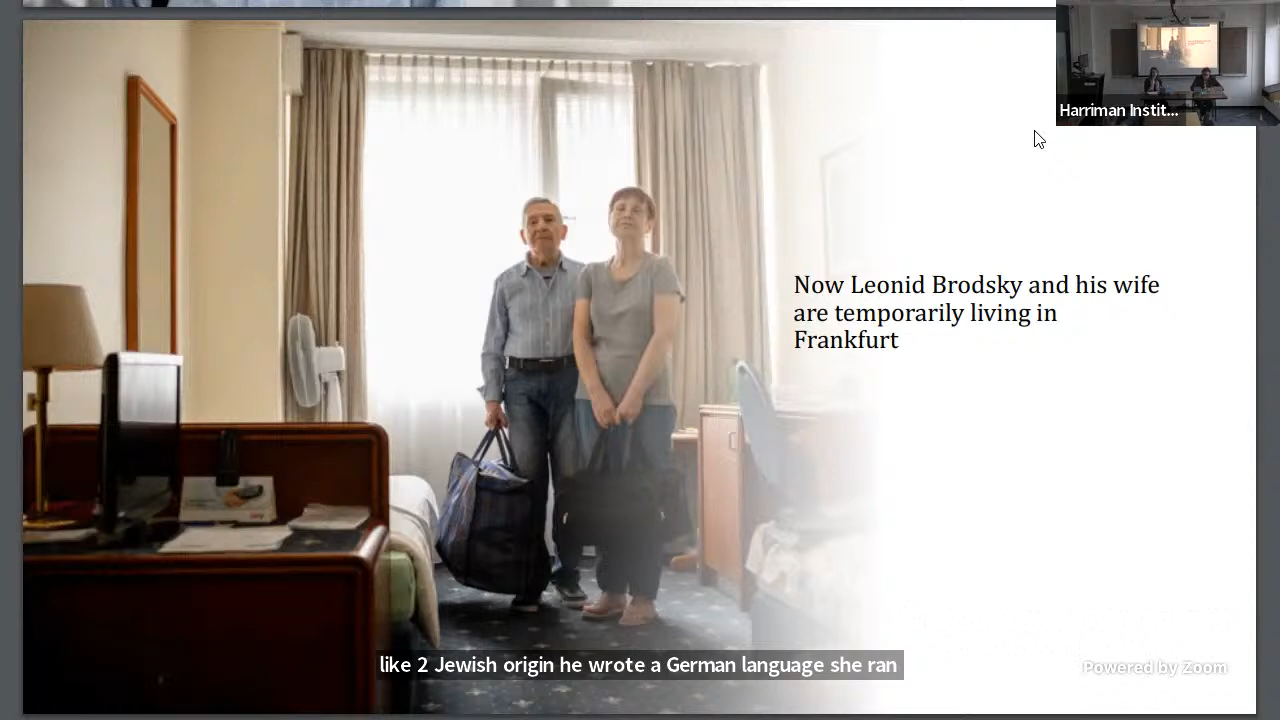 Harriman Instit...
Now Leonid Brodsky and his wife
are temporarily living in
Frankfurt
like 2 Jewish origin he wrote a German language she ran
Powered by Zoom